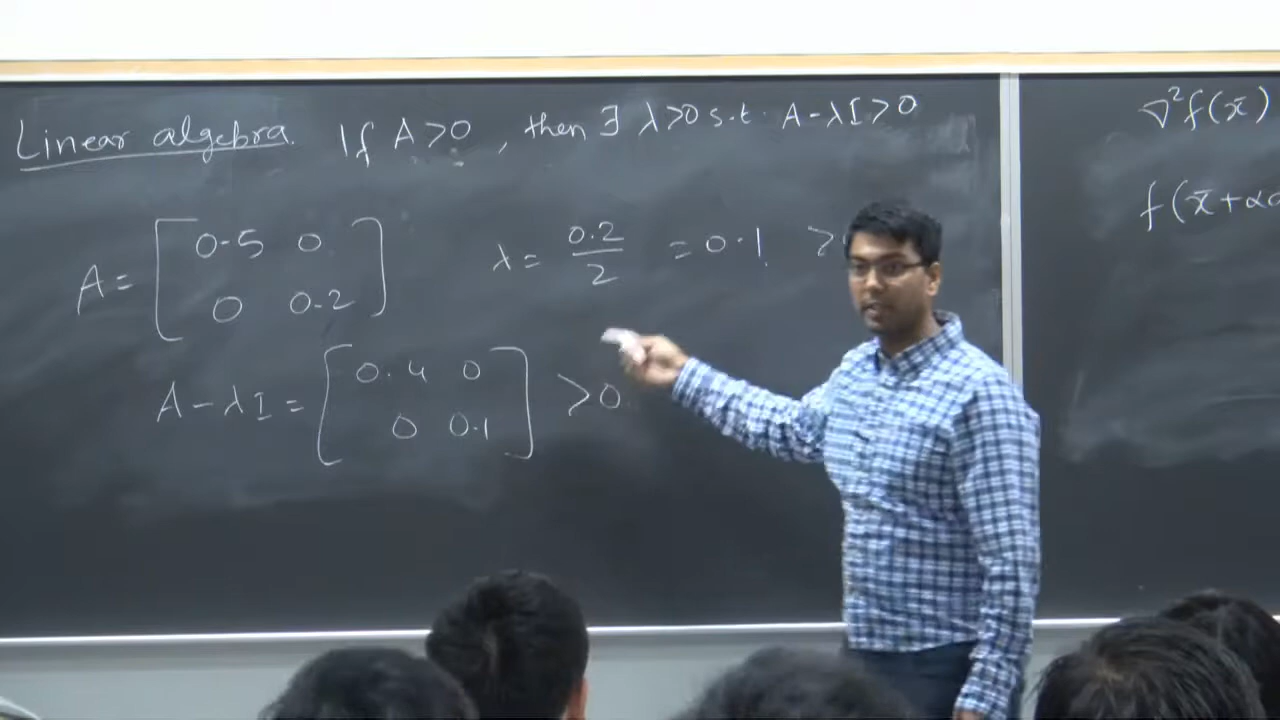 Linear algebra. If A>0, then ∃ λ>0 s.t. A-λI>0
A= [0.5 0
0 0.2]
λ= 0.2/2 =0.1 >
A-λI= [0.4 0
0 0.1] >0.
∇²f(x̄)
f(x̄+α